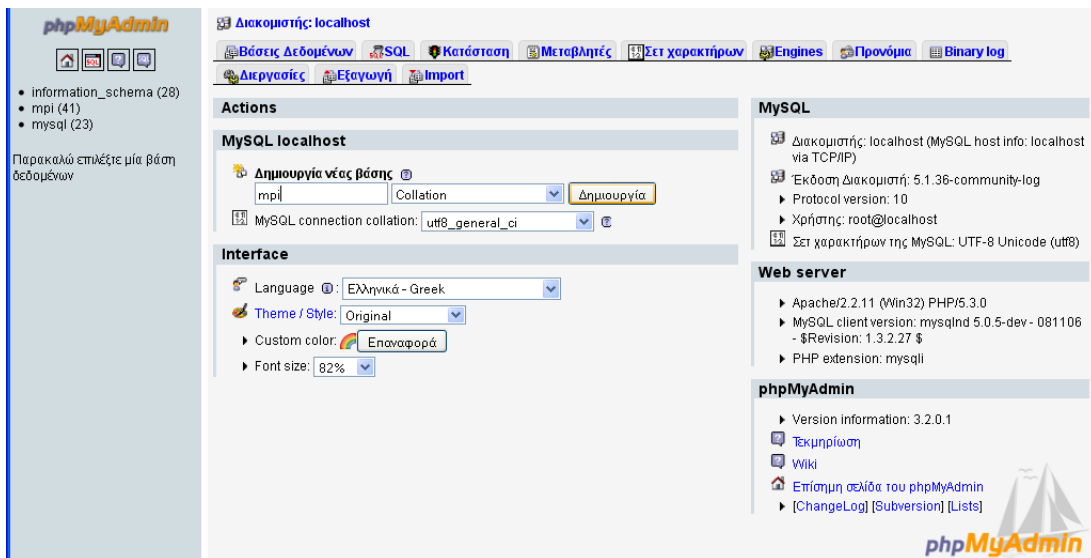 phpMyAdmin
SQL
information_schema (28)
mpi (41)
mysql (23)
Παρακαλώ επιλέξτε μία βάση
δεδομένων
Διακομιστής: localhost
Βάσεις Δεδομένων SQL Κατάσταση Μεταβλητές Σετ χαρακτήρων Engines Προνόμια Binary log
Διεργασίες Εξαγωγή Import
Actions
MySQL localhost
Δημιουργία νέας βάσης
mpi Collation Δημιουργία
MySQL connection collation: utf8_general_ci
Interface
Language : Ελληνικά - Greek
Theme / Style: Original
Custom color: Επαναφορά
Font size: 82%
MySQL
Διακομιστής: localhost (MySQL host info: localhost
via TCP/IP)
Έκδοση Διακομιστή: 5.1.36-community-log
Protocol version: 10
Χρήστης: root@localhost
Σετ χαρακτήρων της MySQL: UTF-8 Unicode (utf8)
Web server
Apache/2.2.11 (Win32) PHP/5.3.0
MySQL client version: mysqlnd 5.0.5-dev - 081106
- $Revision: 1.3.2.27 $
PHP extension: mysqli
phpMyAdmin
Version information: 3.2.0.1
Τεκμηρίωση
Wiki
Επίσημη σελίδα του phpMyAdmin
[ChangeLog] [Subversion] [Lists]
phpMyAdmin